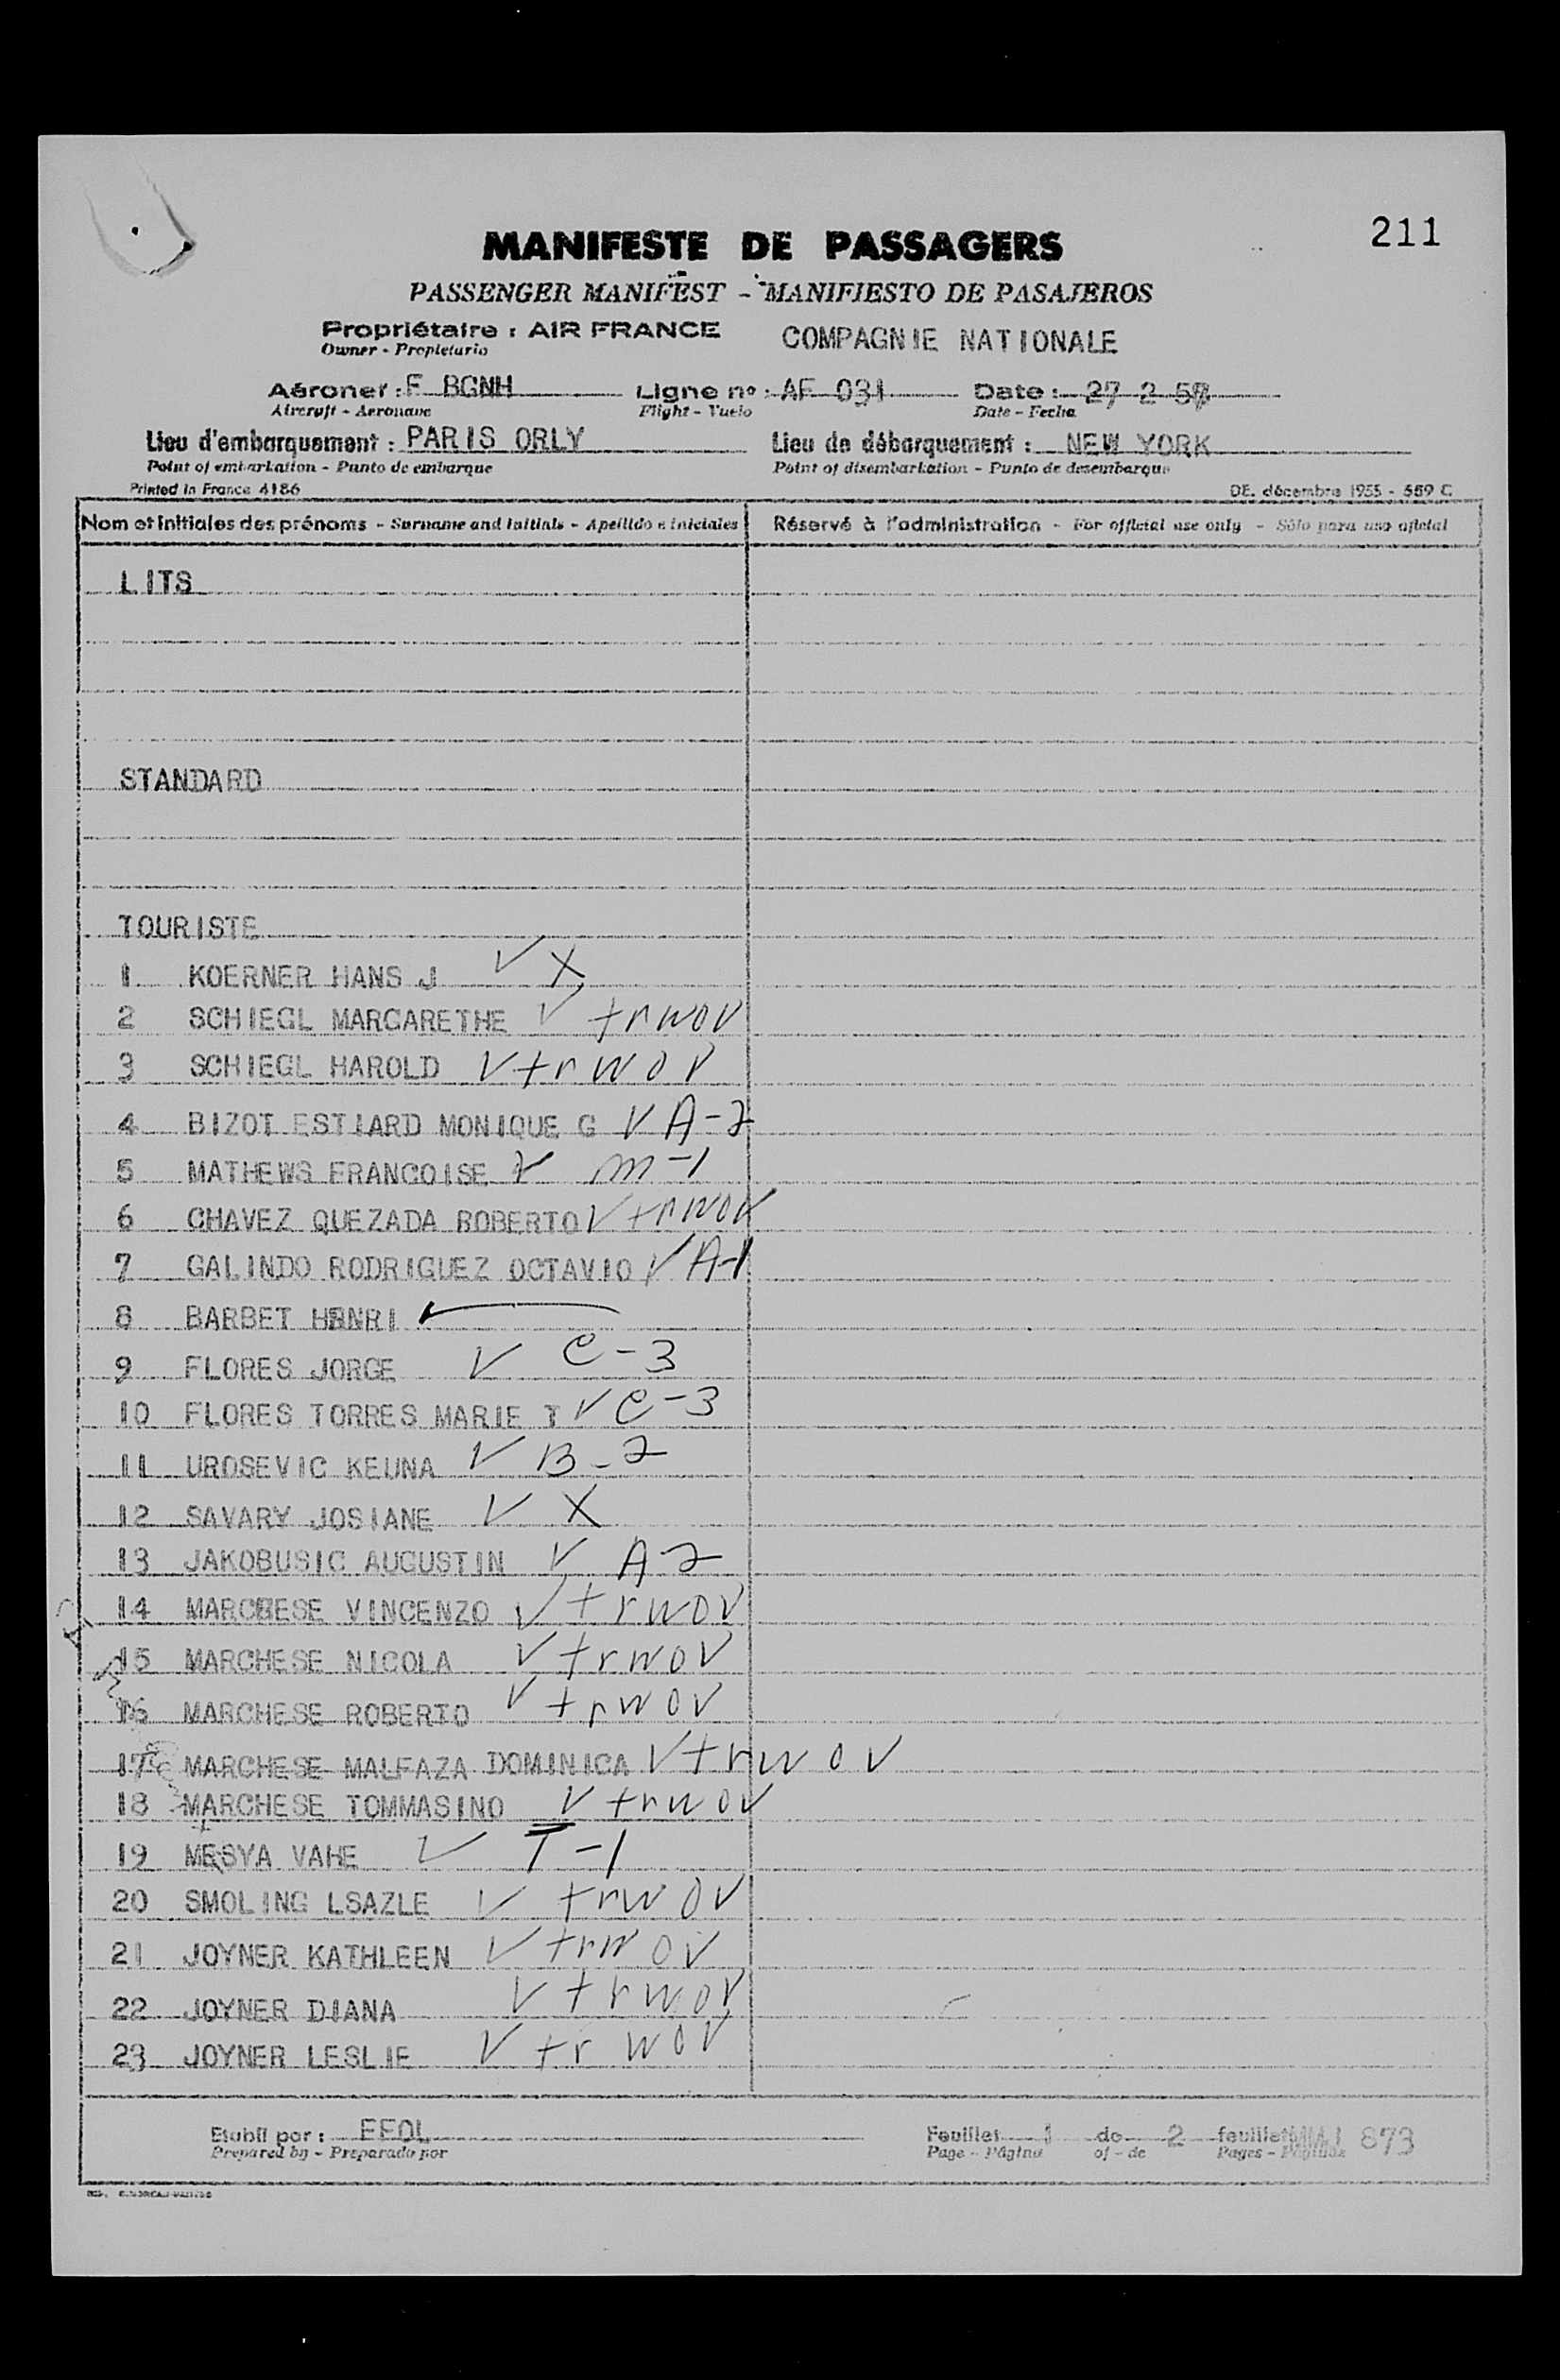 211
MANIFESTE DE PASSAGERS
PASSENGER MANIFEST - MANIFIESTO DE PASAJEROS
Propriétaire : AIR FRANCE COMPAGNIE NATIONALE
Owner - Propietario
Aéronef : F BGNH Ligne nº : AF 031 Date : 27 2 57
Aircraft - Aeronave Flight - Vuelo Date - Fecha
Lieu d'embarquement : PARIS ORLY Lieu de débarquement : NEW YORK
Point of embarkation - Punto de embarque Point of disembarkation - Punto de desembarque
Printed in France 4186 DE. décembre 1955 - 559 C
Nom et initiales des prénoms - Surname and initials - Apellido e iniciales Réservé à l'administration - For official use only - Sólo para uso oficial
LITS
STANDARD
TOURISTE
1 KOERNER HANS J ✓ X
2 SCHIEGL MARGARETHE ✓ trwov
3 SCHIEGL HAROLD ✓ trwov
4 BIZOT ESTIARD MONIQUE G ✓ A-2
5 MATHEWS FRANCOISE ✓ m-1
6 CHAVEZ QUEZADA ROBERTO ✓ trwov
7 GALINDO RODRIGUEZ OCTAVIO ✓ A-1
8 BARBET HENRI ✓
9 FLORES JORGE ✓ C-3
10 FLORES TORRES MARIE T ✓ C-3
11 UROSEVIC KEUNA ✓ B-2
12 SAVARY JOSIANE ✓ X
13 JAKOBUSIC AUGUSTIN ✓ A-2
14 MARCHESE VINCENZO ✓ trwov
15 MARCHESE NICOLA ✓ trwov
16 MARCHESE ROBERTO ✓ trwov
17 MARCHESE MALFAZA DOMINICA ✓ trwov
18 MARCHESE TOMMASINO ✓ trwov
19 MESYA VAHE ✓ T-1
20 SMOLING LSAZLE ✓ trwov
21 JOYNER KATHLEEN ✓ trwov
22 JOYNER DIANA ✓ trwov
23 JOYNER LESLIE ✓ trwov
Etabli par : EFOL Feuillet 1 de 2 feuillets 873
Prepared by - Preparado por Page - Página of - de Pages - Páginas